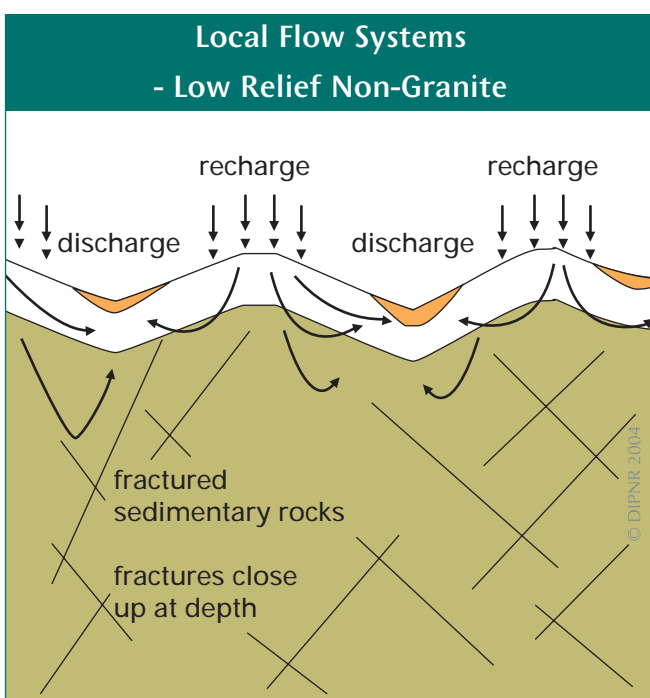 Local Flow Systems
- Low Relief Non-Granite
recharge
recharge
discharge
discharge
fractured
sedimentary rocks
fractures close
up at depth
© DIPNR 2004